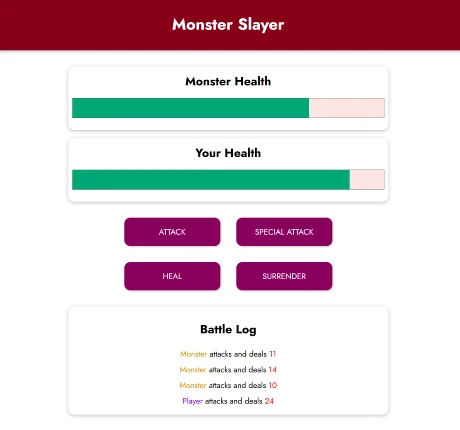 Monster Slayer
Monster Health
Your Health
ATTACK
SPECIAL ATTACK
HEAL
SURRENDER
Battle Log
Monster attacks and deals 11
Monster attacks and deals 14
Monster attacks and deals 10
Player attacks and deals 24